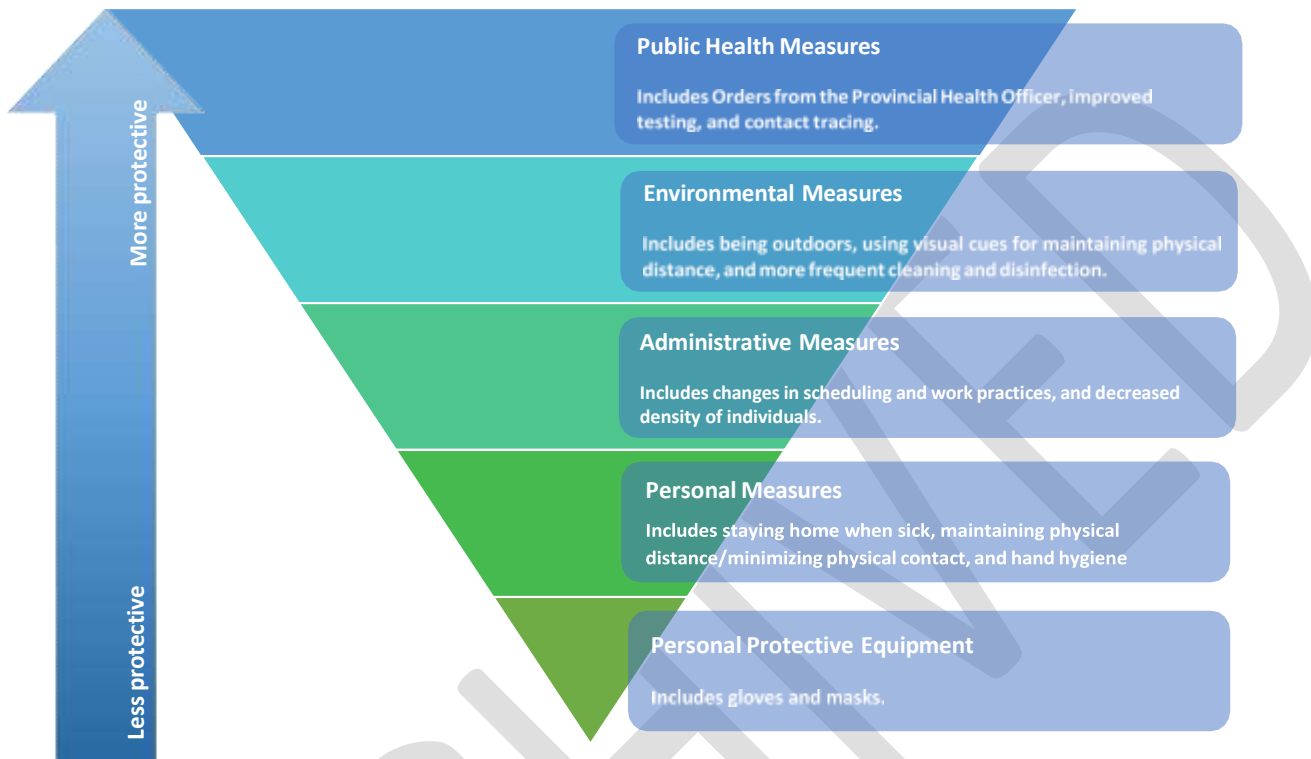 More protective
Less protective
Public Health Measures
Includes Orders from the Provincial Health Officer, improved
testing, and contact tracing.
Environmental Measures
Includes being outdoors, using visual cues for maintaining physical
distance, and more frequent cleaning and disinfection.
Administrative Measures
Includes changes in scheduling and work practices, and decreased
density of individuals.
Personal Measures
Includes staying home when sick, maintaining physical
distance/minimizing physical contact, and hand hygiene
Personal Protective Equipment
Includes gloves and masks.